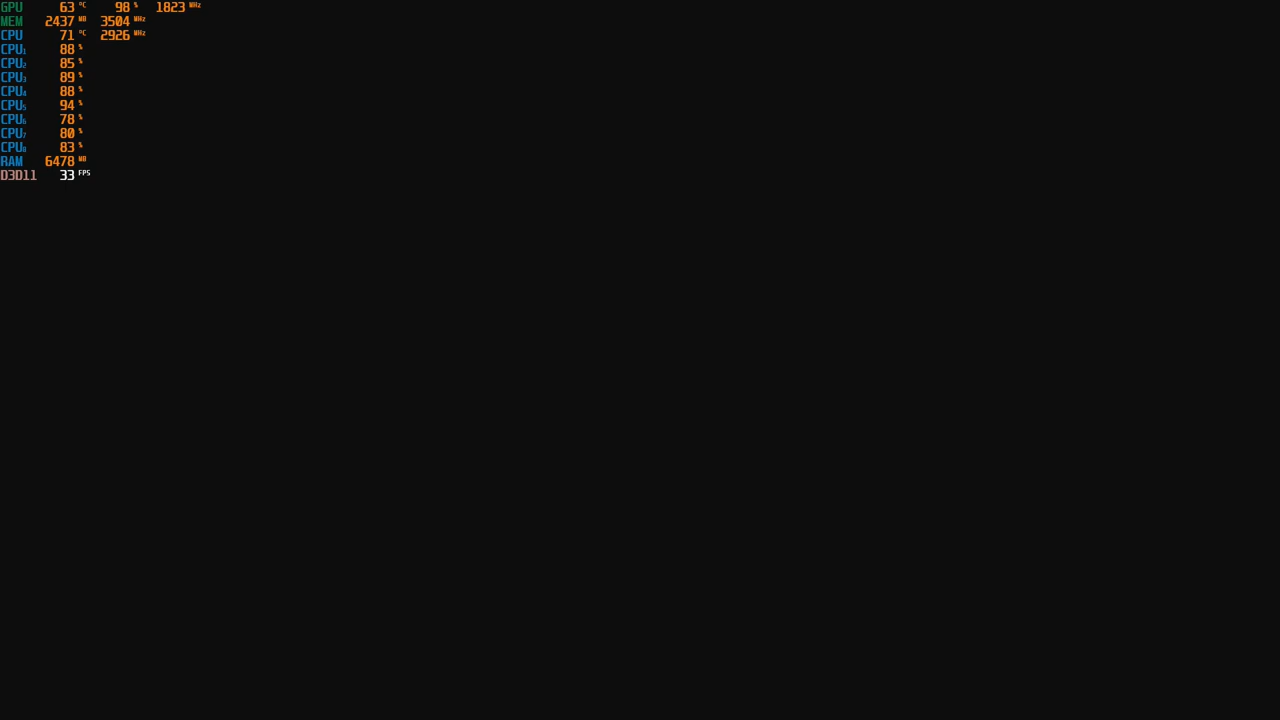 GPU 63 °C 98 % 1823 MHz
MEM 2437 MB 3504 MHz
CPU 71 °C 2926 MHz
CPU1 88 %
CPU2 85 %
CPU3 89 %
CPU4 88 %
CPU5 94 %
CPU6 78 %
CPU7 80 %
CPU8 83 %
RAM 6478 MB
D3D11 33 FPS